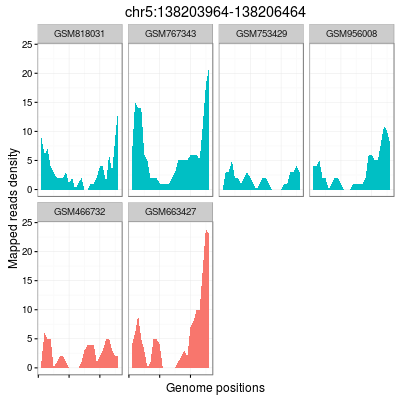 chr5:138203964-138206464
GSM818031 GSM767343 GSM753429 GSM956008
25
20
15
10
5
0
GSM466732 GSM663427
25
20
15
10
5
0
Mapped reads density
Genome positions